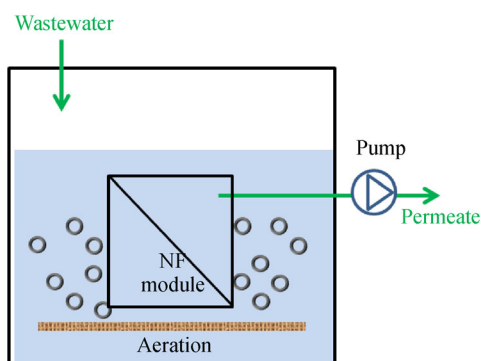 Wastewater
Pump
Permeate
NF
module
Aeration